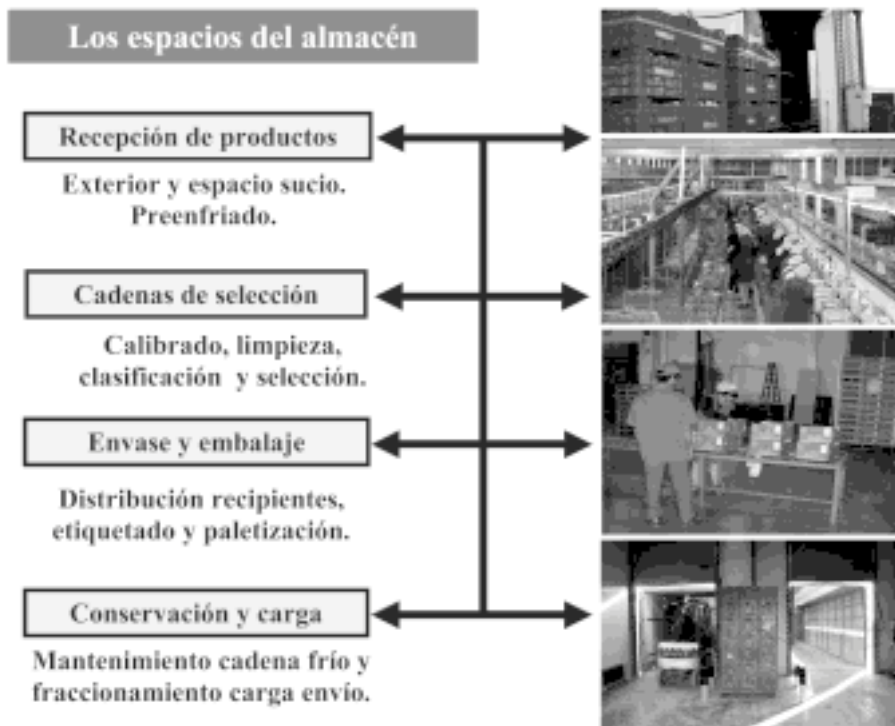 Los espacios del almacén
Recepción de productos
Exterior y espacio sucio.
Preenfriado.
Cadenas de selección
Calibrado, limpieza,
clasificación y selección.
Envase y embalaje
Distribución recipientes,
etiquetado y paletización.
Conservación y carga
Mantenimiento cadena frío y
fraccionamiento carga envío.